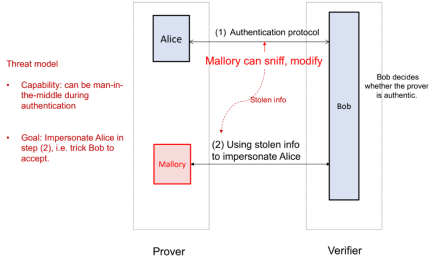 Threat model
• Capability: can be man-in-
the-middle during
authentication
• Goal: Impersonate Alice in
step (2), i.e. trick Bob to
accept.
Alice
(1) Authentication protocol
Mallory can sniff, modify
Stolen info
Mallory
(2) Using stolen info
to impersonate Alice
Bob
Bob decides
whether the prover
is authentic.
Prover
Verifier